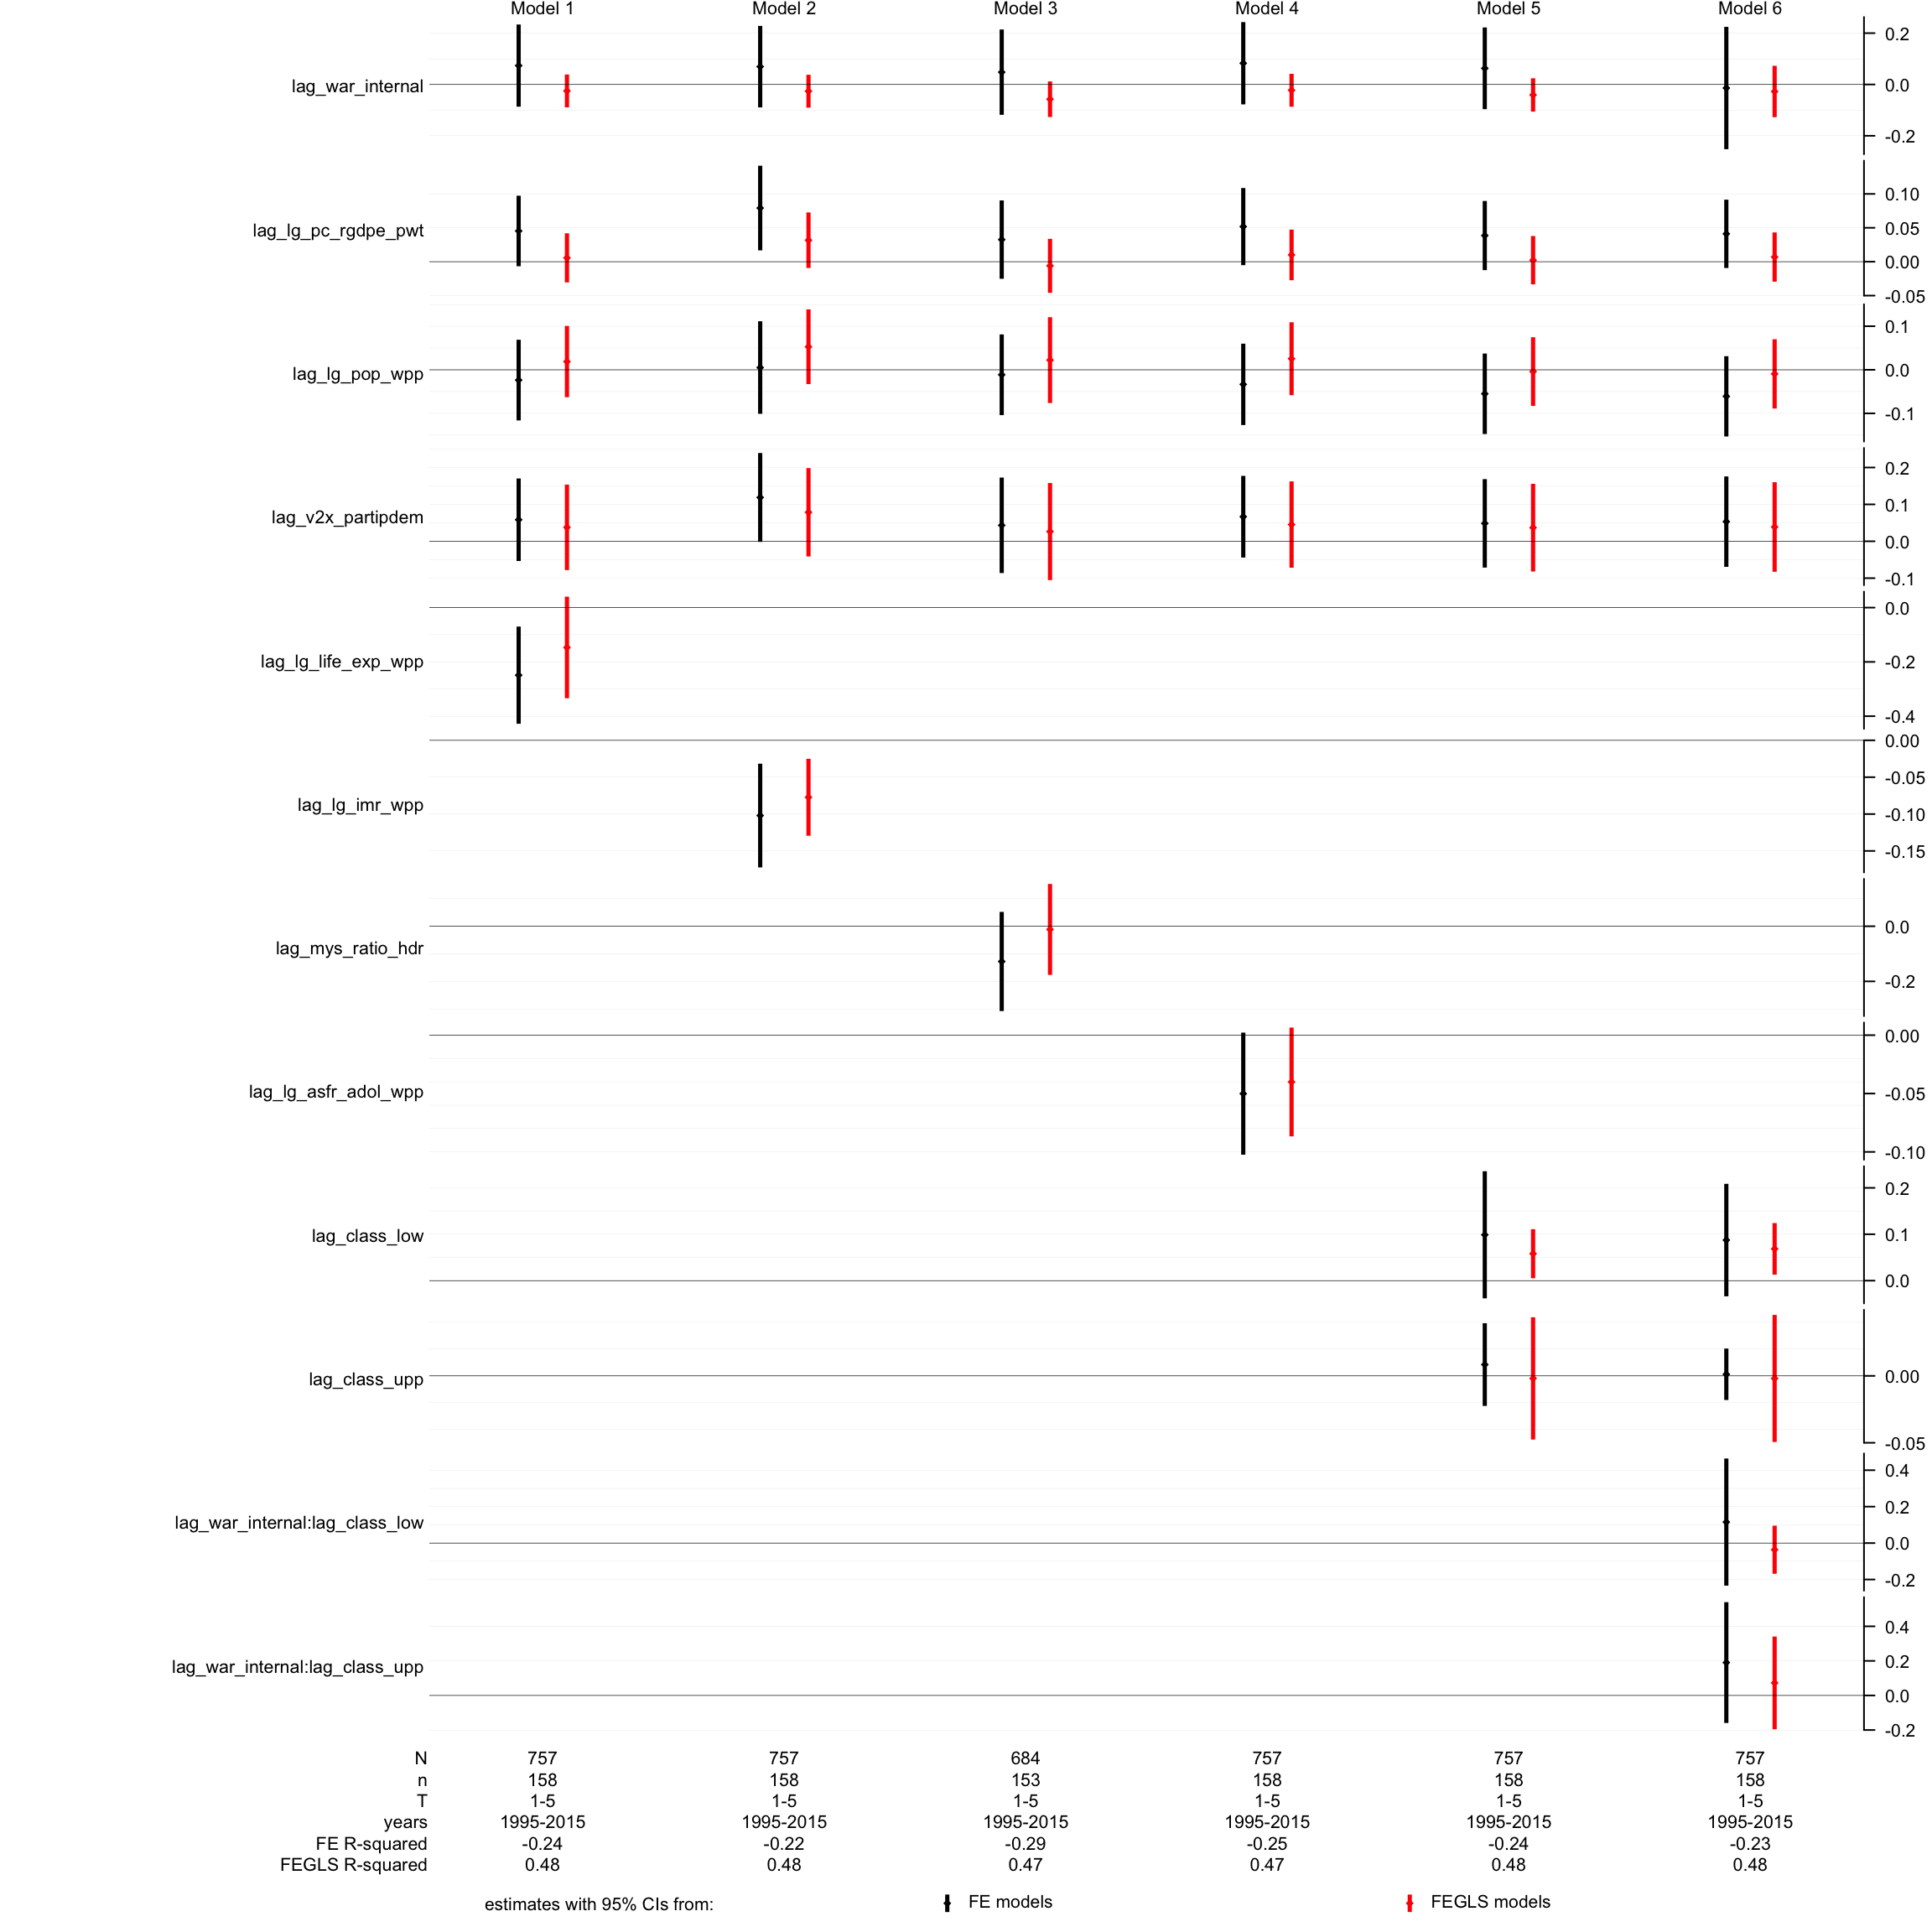 Model 1 Model 2 Model 3 Model 4 Model 5 Model 6
0.2
lag_war_internal 0.0
-0.2
0.10
lag_lg_pc_rgdpe_pwt 0.05
0.00
-0.05
0.1
lag_lg_pop_wpp 0.0
-0.1
0.2
lag_v2x_partipdem 0.1
0.0
-0.1
0.0
lag_lg_life_exp_wpp -0.2
-0.4
0.00
-0.05
lag_lg_imr_wpp -0.10
-0.15
0.0
lag_mys_ratio_hdr
-0.2
0.00
lag_lg_asfr_adol_wpp -0.05
-0.10
0.2
lag_class_low 0.1
0.0
lag_class_upp 0.00
-0.05
0.4
0.2
lag_war_internal:lag_class_low
0.0
-0.2
0.4
lag_war_internal:lag_class_upp 0.2
0.0
-0.2
N 757 757 684 757 757 757
n 158 158 153 158 158 158
T 1-5 1-5 1-5 1-5 1-5 1-5
years 1995-2015 1995-2015 1995-2015 1995-2015 1995-2015 1995-2015
FE R-squared -0.24 -0.22 -0.29 -0.25 -0.24 -0.23
FEGLS R-squared 0.48 0.48 0.47 0.47 0.48 0.48
estimates with 95% CIs from: FE models FEGLS models